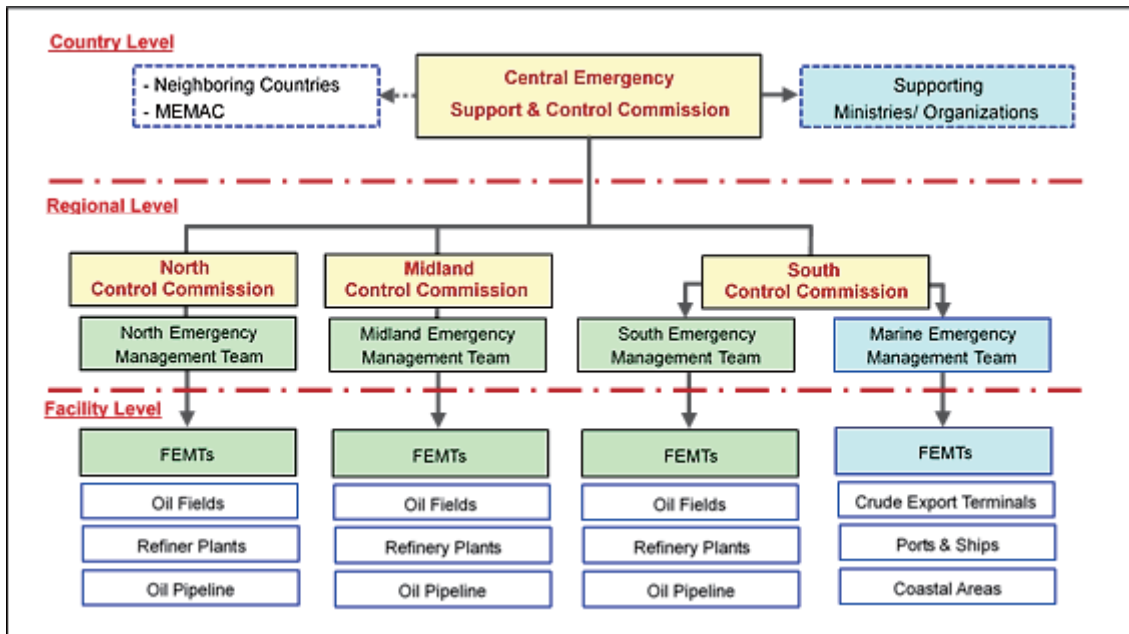 Country Level
- Neighboring Countries
- MEMAC
Central Emergency
Support & Control Commission
Supporting
Ministries/ Organizations
Regional Level
North
Control Commission
Midland
Control Commission
South
Control Commission
North Emergency
Management Team
Midland Emergency
Management Team
South Emergency
Management Team
Marine Emergency
Management Team
Facility Level
FEMTs
FEMTs
FEMTs
FEMTs
Oil Fields
Oil Fields
Oil Fields
Crude Export Terminals
Refiner Plants
Refinery Plants
Refinery Plants
Ports & Ships
Oil Pipeline
Oil Pipeline
Oil Pipeline
Coastal Areas